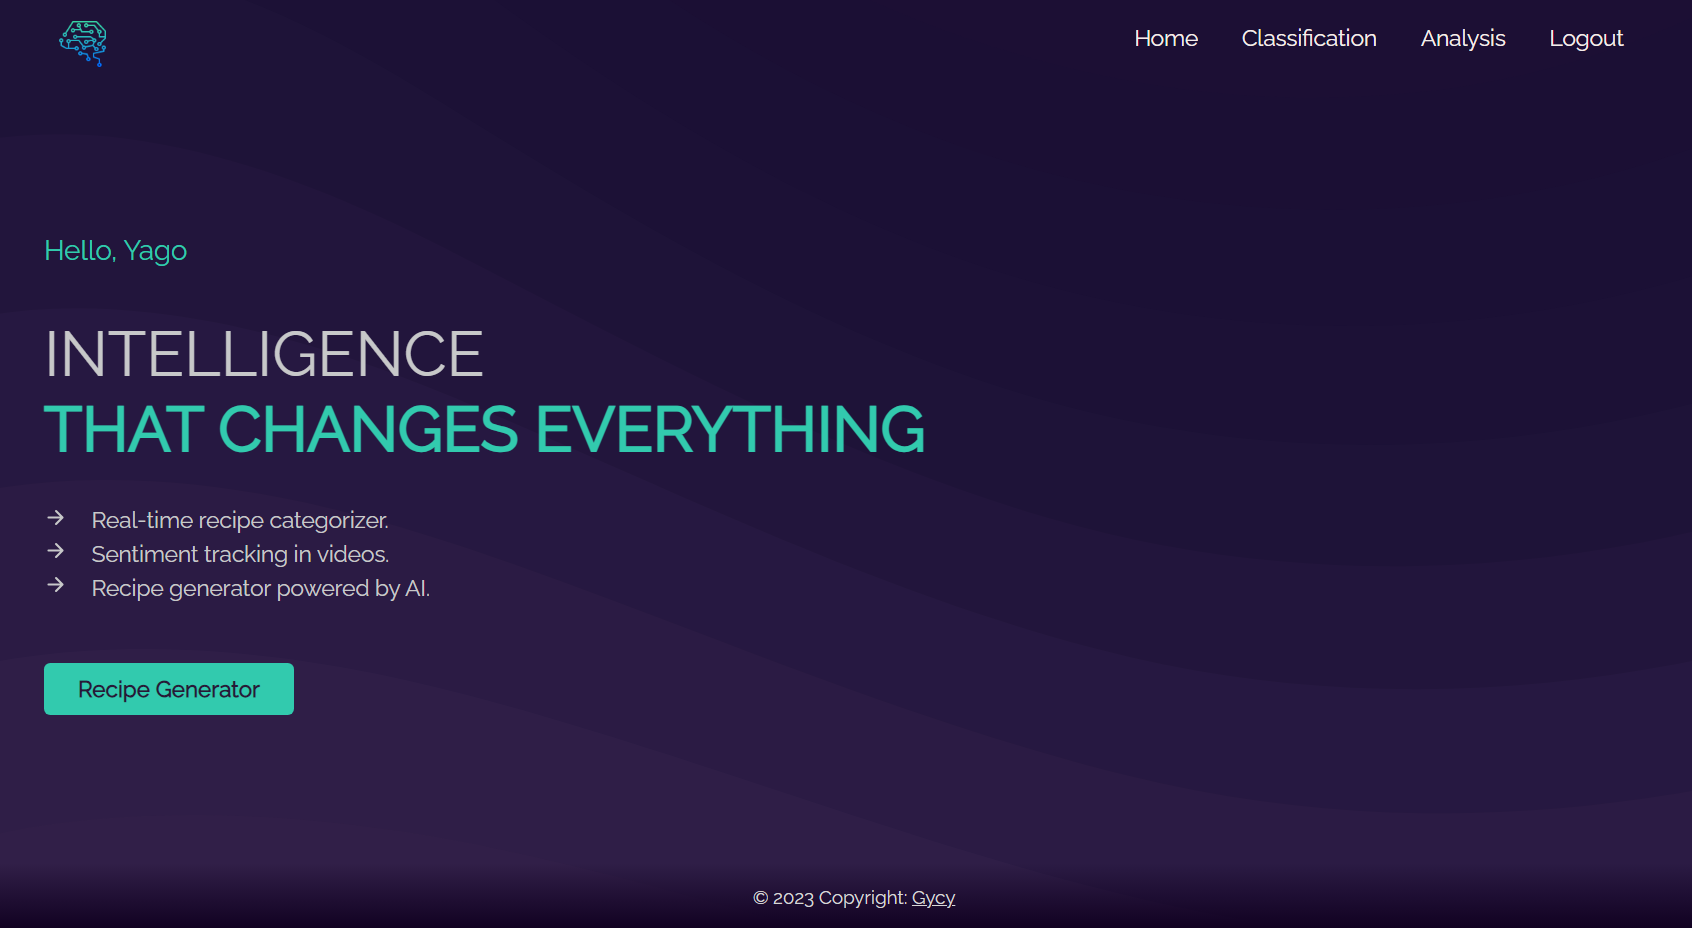 Home Classification Analysis Logout
Hello, Yago
INTELLIGENCE
THAT CHANGES EVERYTHING
Real-time recipe categorizer.
Sentiment tracking in videos.
Recipe generator powered by AI.
Recipe Generator
© 2023 Copyright: Gycy